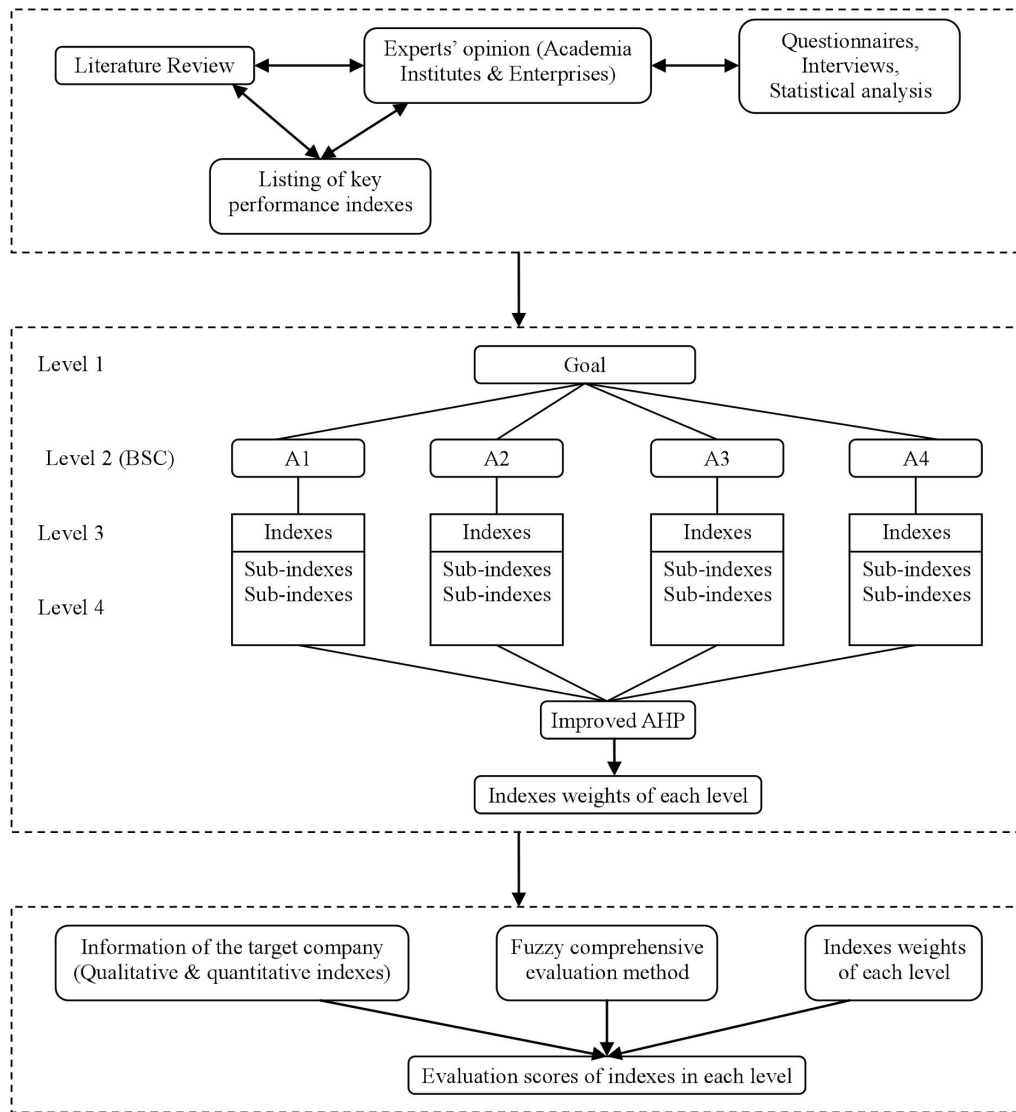 Literature Review
Experts' opinion (Academia
Institutes & Enterprises)
Questionnaires,
Interviews,
Statistical analysis
Listing of key
performance indexes
Level 1
Goal
Level 2 (BSC)
A1
A2
A3
A4
Level 3
Indexes
Indexes
Indexes
Indexes
Level 4
Sub-indexes
Sub-indexes
Sub-indexes
Sub-indexes
Sub-indexes
Sub-indexes
Sub-indexes
Sub-indexes
Improved AHP
Indexes weights of each level
Information of the target company
(Qualitative & quantitative indexes)
Fuzzy comprehensive
evaluation method
Indexes weights
of each level
Evaluation scores of indexes in each level